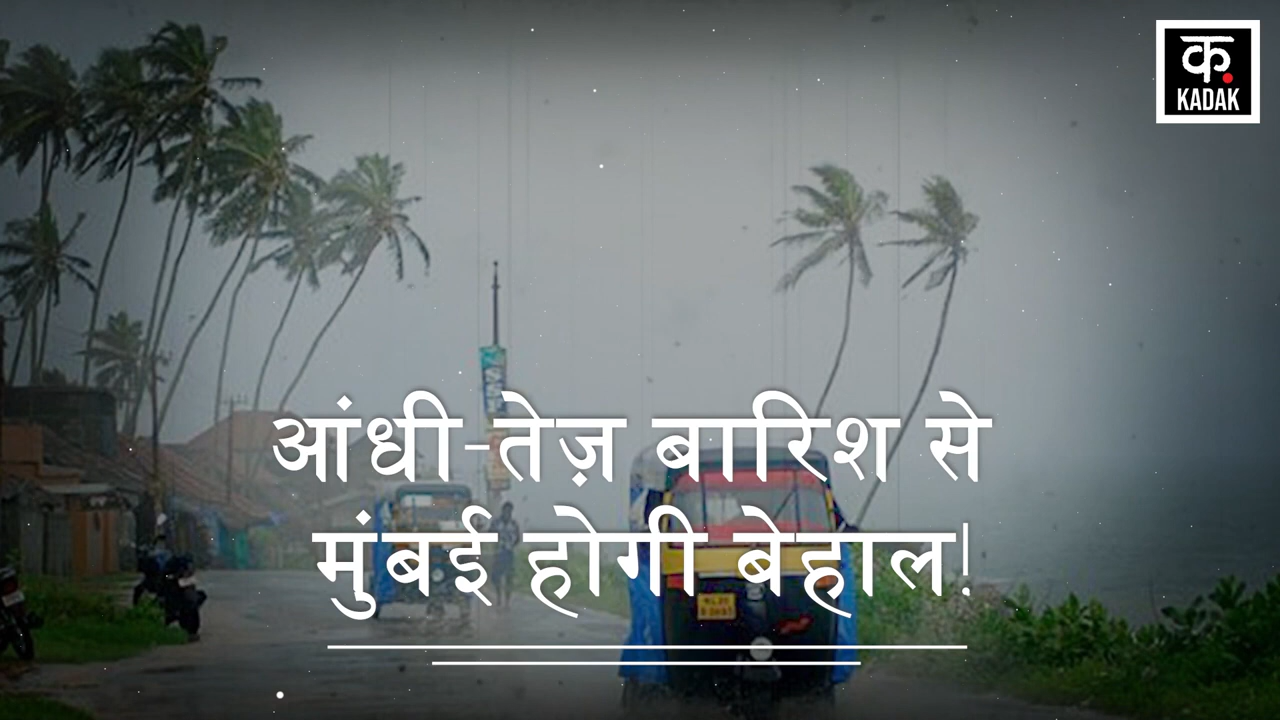 क.
KADAK
आंधी-तेज़ बारिश से
मुंबई होगी बेहाल!